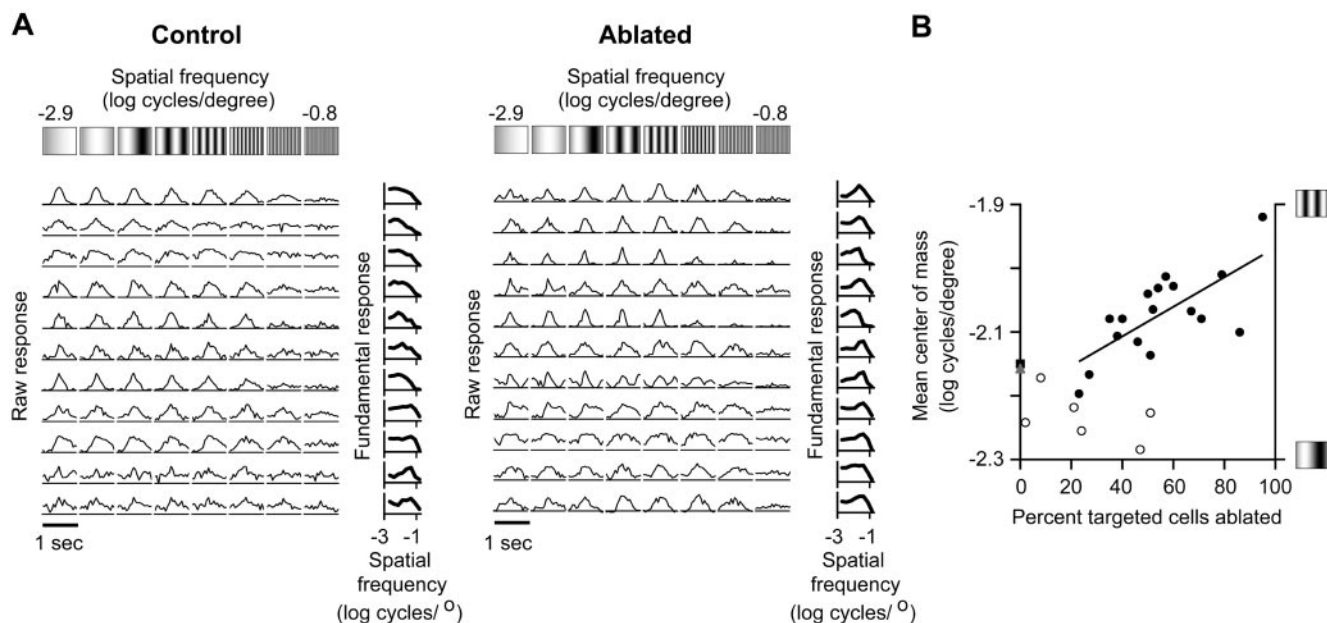 A
Control
Spatial frequency
(log cycles/degree)
-2.9
-0.8
Raw response
1 sec
Fundamental response
-3 -1
Spatial
frequency
(log cycles/ °)
Ablated
Spatial frequency
(log cycles/degree)
-2.9
-0.8
Raw response
1 sec
Fundamental response
-3 -1
Spatial
frequency
(log cycles/ °)
B
Mean center of mass
(log cycles/degree)
-1.9
-2.1
-2.3
0 20 40 60 80 100
Percent targeted cells ablated